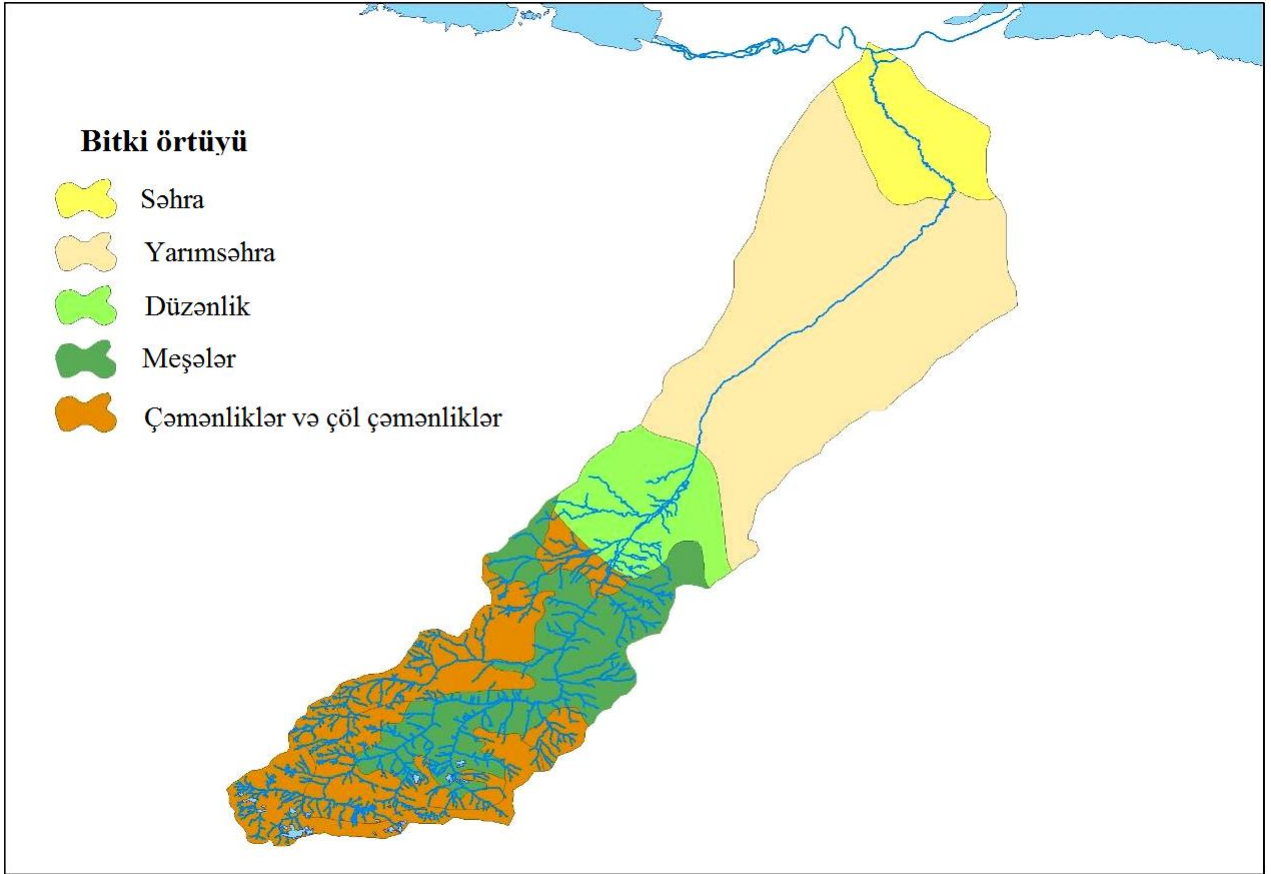 Bitki örtüyü
Səhra
Yarımsəhra
Düzənlik
Meşələr
Çəmənliklər və çöl çəmənliklər